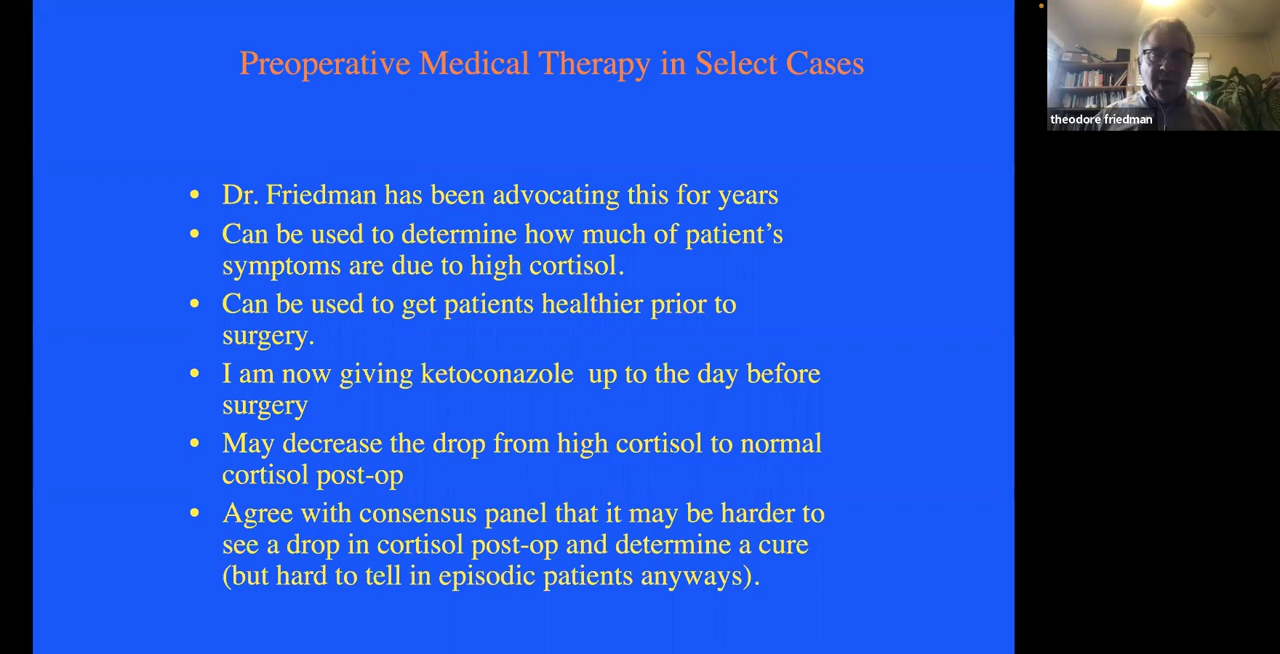 Preoperative Medical Therapy in Select Cases
theodore friedman
• Dr. Friedman has been advocating this for years
• Can be used to determine how much of patient’s
symptoms are due to high cortisol.
• Can be used to get patients healthier prior to
surgery.
• I am now giving ketoconazole  up to the day before
surgery
• May decrease the drop from high cortisol to normal
cortisol post-op
• Agree with consensus panel that it may be harder to
see a drop in cortisol post-op and determine a cure
(but hard to tell in episodic patients anyways).